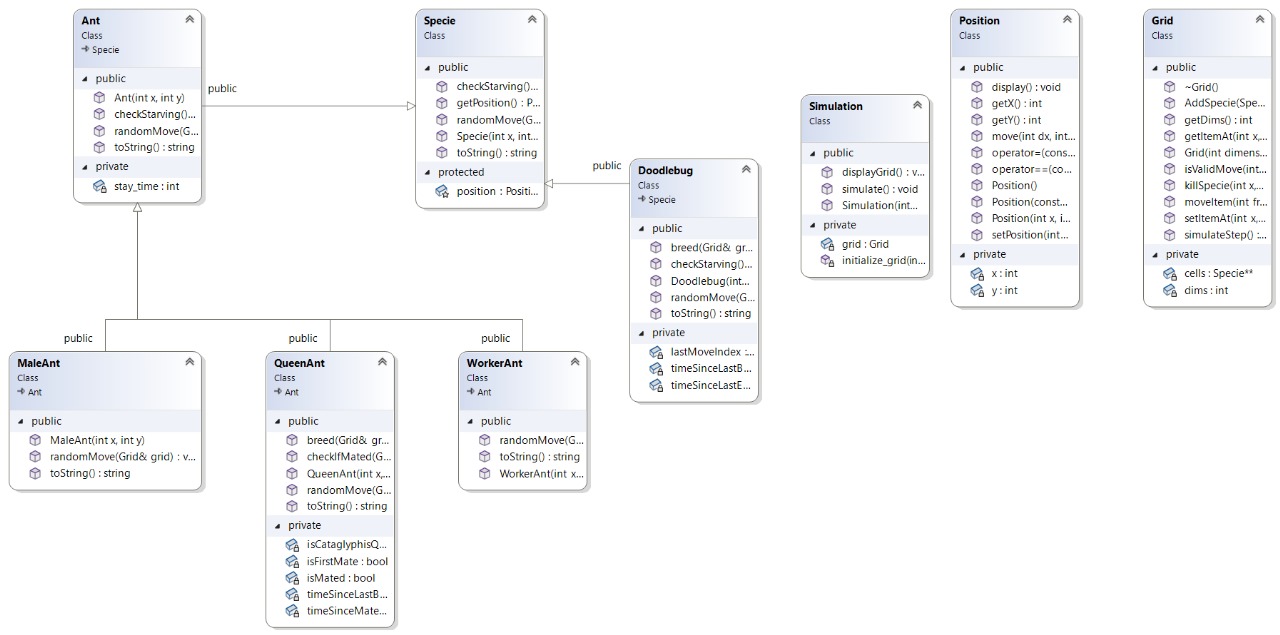 Ant
Class
Specie
public
Ant(int x, int y)
checkStarving()...
randomMove(G...
toString() : string
private
stay_time : int
public
Specie
Class
public
checkStarving()...
getPosition() : P...
randomMove(G...
Specie(int x, int...
toString() : string
protected
position : Positi...
public
Doodlebug
Class
Specie
public
breed(Grid& gr...
checkStarving()...
Doodlebug(int...
randomMove(G...
toString() : string
private
lastMoveIndex :...
timeSinceLastB...
timeSinceLastE...
Simulation
Class
public
displayGrid() : v...
simulate() : void
Simulation(int...
private
grid : Grid
initialize_grid(in...
Position
Class
public
display() : void
getX() : int
getY() : int
move(int dx, int...
operator=(cons...
operator==(co...
Position()
Position(const...
Position(int x, i...
setPosition(int...
private
x : int
y : int
Grid
Class
public
~Grid()
AddSpecie(Spe...
getDims() : int
getItemAt(int x,...
Grid(int dimens...
isValidMove(int...
killSpecie(int x,...
moveItem(int fr...
setItemAt(int x,...
simulateStep() :...
private
cells : Specie**
dims : int
public
MaleAnt
Class
Ant
public
MaleAnt(int x, int y)
randomMove(Grid& grid) : v...
toString() : string
public
QueenAnt
Class
Ant
public
breed(Grid& gr...
checkIfMated(G...
QueenAnt(int x,...
randomMove(G...
toString() : string
private
isCataglyphisQ...
isFirstMate : bool
isMated : bool
timeSinceLastB...
timeSinceMate...
public
WorkerAnt
Class
Ant
public
randomMove(G...
toString() : string
WorkerAnt(int x...